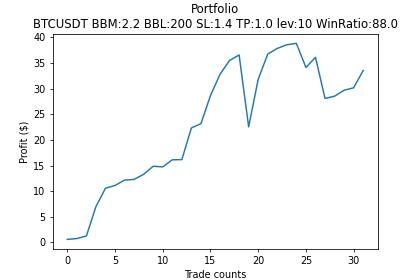 Portfolio
BTCUSDT BBM:2.2 BBL:200 SL:1.4 TP:1.0 lev:10 WinRatio:88.0
40
35
30
25
20
15
10
5
0
Profit ($)
0 5 10 15 20 25 30
Trade counts